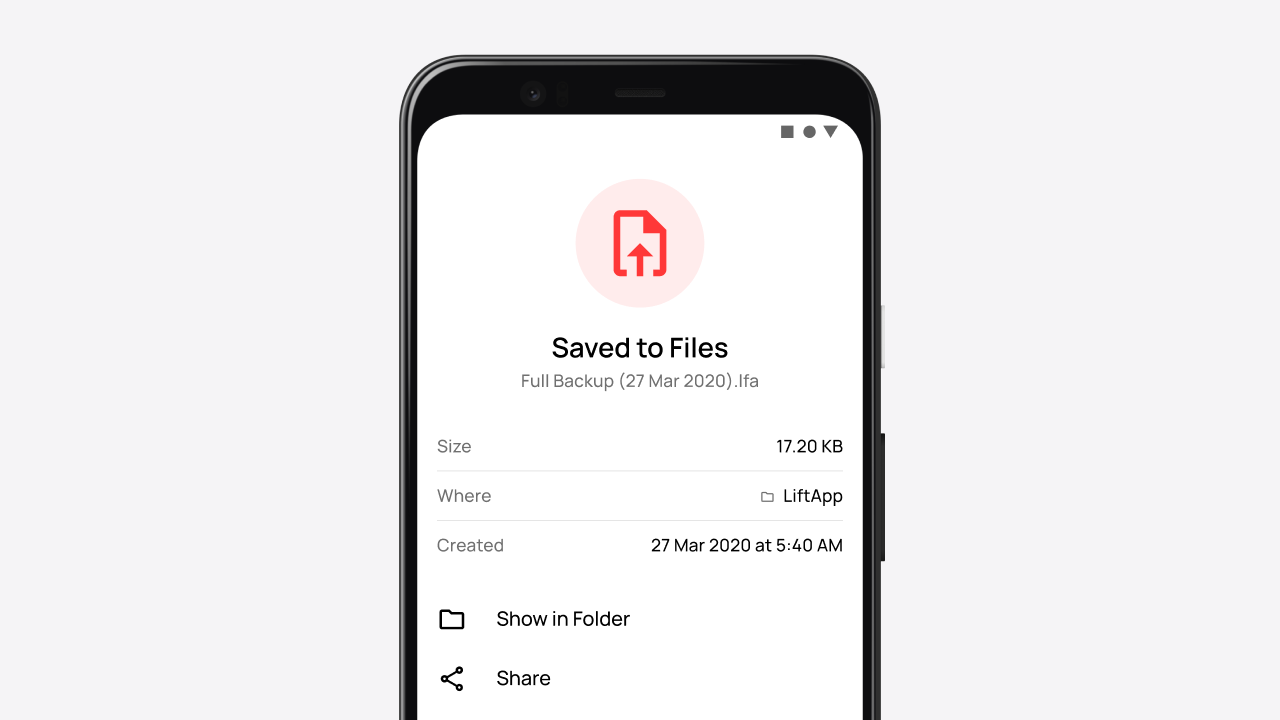 Saved to Files
Full Backup (27 Mar 2020).lfa
Size 17.20 KB
Where LiftApp
Created 27 Mar 2020 at 5:40 AM
Show in Folder
Share